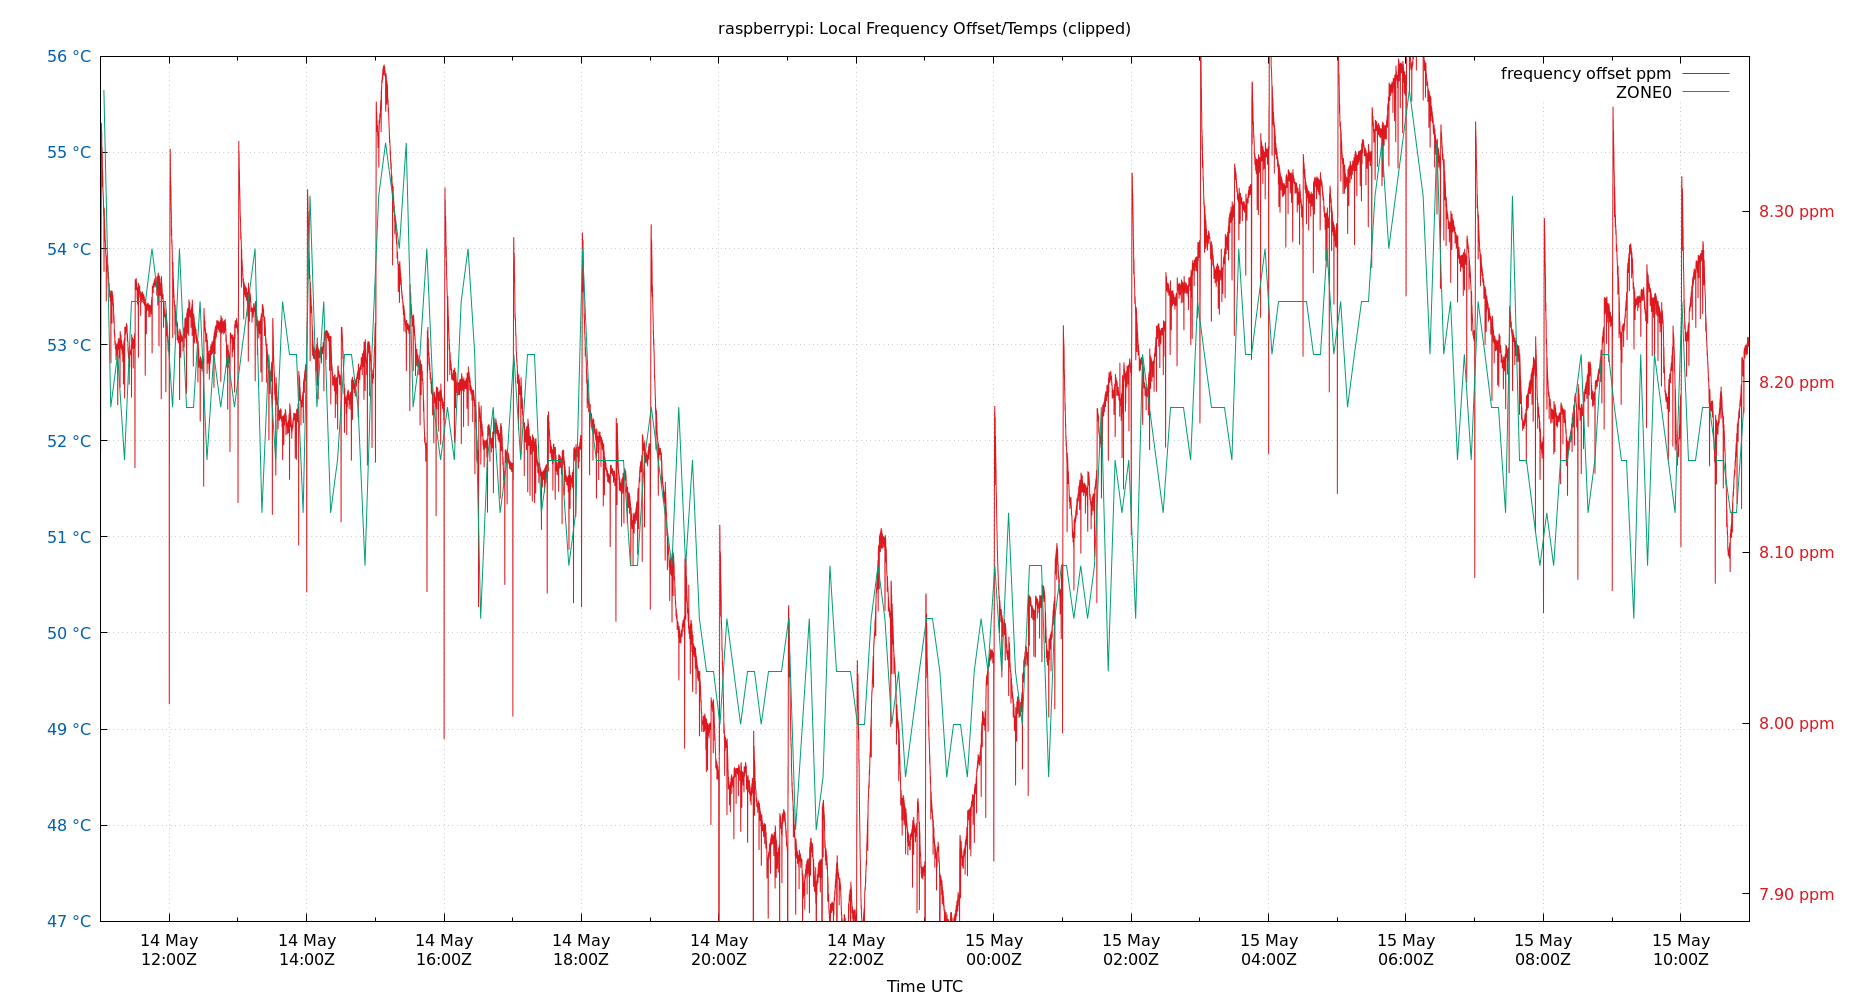 raspberrypi: Local Frequency Offset/Temps (clipped)
56 °C
55 °C
54 °C
53 °C
52 °C
51 °C
50 °C
49 °C
48 °C
47 °C
frequency offset ppm
ZONE0
8.30 ppm
8.20 ppm
8.10 ppm
8.00 ppm
7.90 ppm
14 May 14 May 14 May 14 May 14 May 14 May 15 May 15 May 15 May 15 May 15 May 15 May
12:00Z 14:00Z 16:00Z 18:00Z 20:00Z 22:00Z 00:00Z 02:00Z 04:00Z 06:00Z 08:00Z 10:00Z
Time UTC